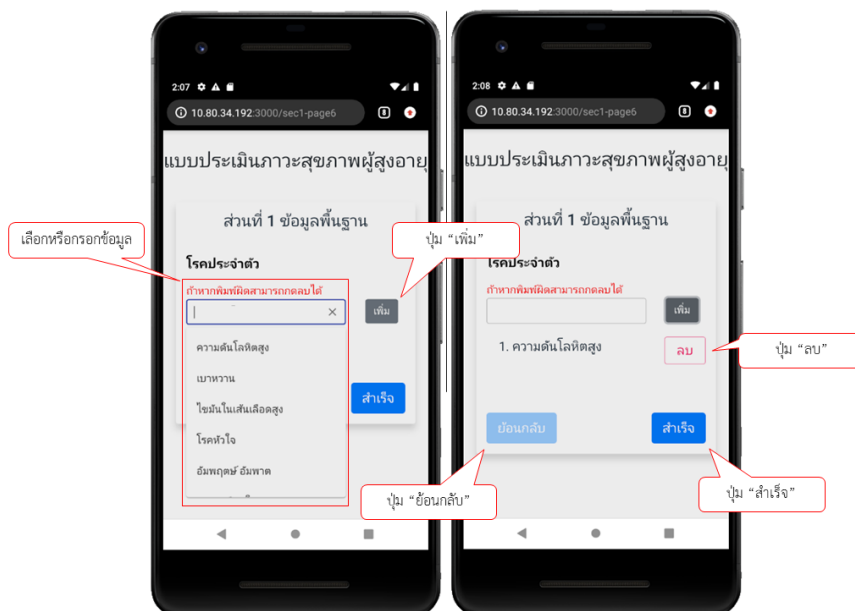 2:07
10.80.34.192:3000/sec1-page6
8
แบบประเมินภาวะสุขภาพผู้สูงอายุ
ส่วนที่ 1 ข้อมูลพื้นฐาน
เลือกหรือกรอกข้อมูล
ปุ่ม “เพิ่ม”
โรคประจำตัว
ถ้าหากพิมพ์ผิดสามารถกดลบได้
เพิ่ม
ความดันโลหิตสูง
เบาหวาน
ไขมันในเส้นเลือดสูง
โรคหัวใจ
อัมพฤตษ์ อัมพาต
สำเร็จ
2:08
10.80.34.192:3000/sec1-page6
8
แบบประเมินภาวะสุขภาพผู้สูงอายุ
ส่วนที่ 1 ข้อมูลพื้นฐาน
โรคประจำตัว
ถ้าหากพิมพ์ผิดสามารถกดลบได้
เพิ่ม
1. ความดันโลหิตสูง
ลบ
ปุ่ม “ลบ”
ย้อนกลับ
สำเร็จ
ปุ่ม “ย้อนกลับ”
ปุ่ม “สำเร็จ”